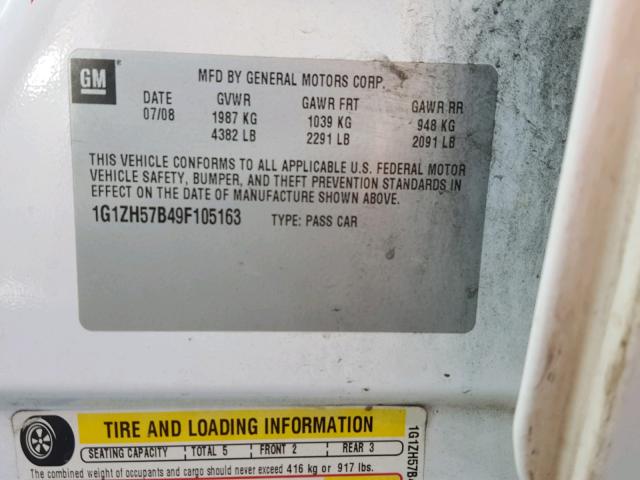 GM ®
MFD BY GENERAL MOTORS CORP.
DATE GVWR GAWR FRT GAWR RR
07/08 1987 KG 1039 KG 948 KG
4382 LB 2291 LB 2091 LB
THIS VEHICLE CONFORMS TO ALL APPLICABLE U.S. FEDERAL MOTOR
VEHICLE SAFETY, BUMPER, AND THEFT PREVENTION STANDARDS IN
EFFECT ON THE DATE OF MANUFACTURE SHOWN ABOVE.
1G1ZH57B49F105163 TYPE: PASS CAR
TIRE AND LOADING INFORMATION
SEATING CAPACITY TOTAL 5 FRONT 2 REAR 3
The combined weight of occupants and cargo should never exceed 416 kg or 917 lbs.
1G1ZH57B4